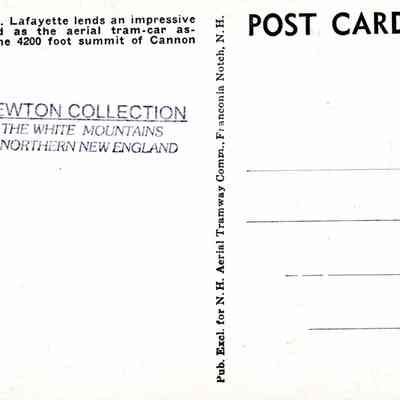 . Lafayette lends an impressive
d as the aerial tram-car as-
ne 4200 foot summit of Cannon
EWTON COLLECTION
THE WHITE MOUNTAINS
NORTHERN NEW ENGLAND
Pub. Excl. for N. H. Aerial Tramway Comm., Franconia Notch, N. H.
POST CARD